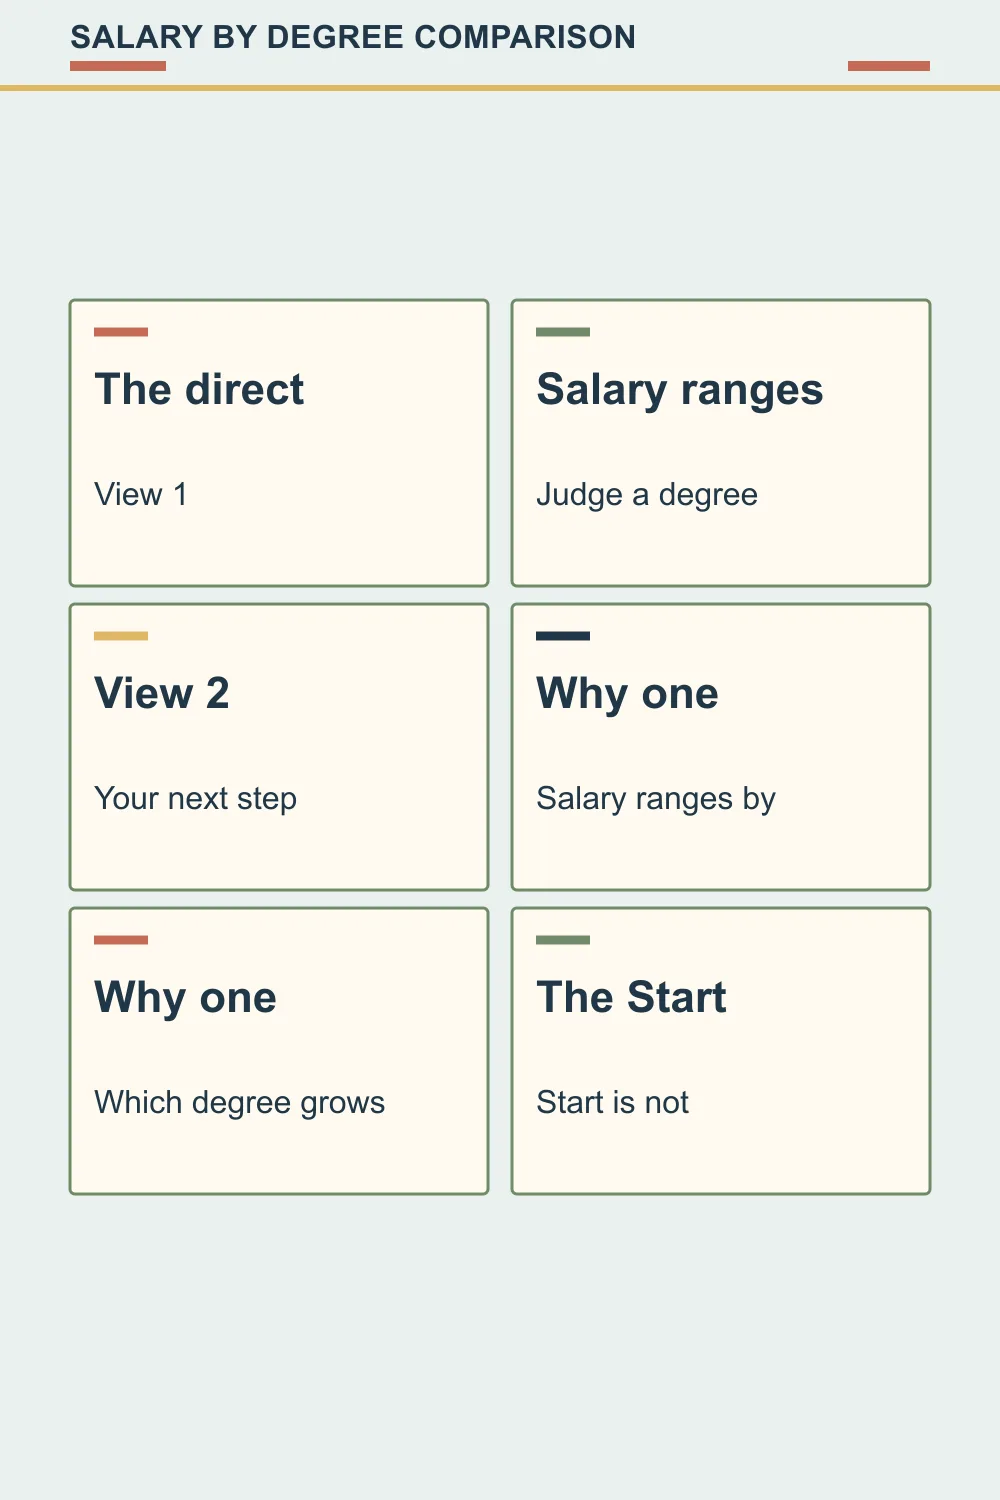 SALARY BY DEGREE COMPARISON
The direct
View 1
Salary ranges
Judge a degree
View 2
Your next step
Why one
Salary ranges by
Why one
Which degree grows
The Start
Start is not